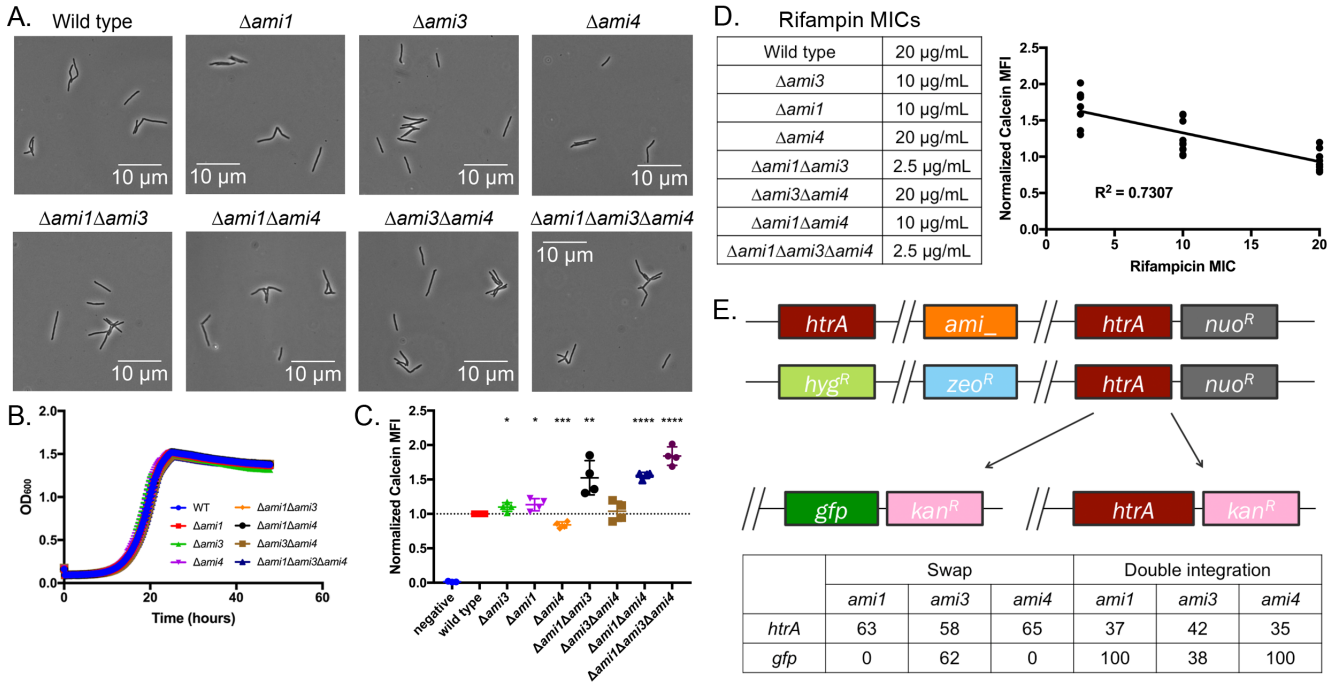 A.
Wild type
Δami1
Δami3
Δami4
10 µm
10 µm
10 µm
10 µm
Δami1Δami3
Δami1Δami4
Δami3Δami4
Δami1Δami3Δami4
10 µm
10 µm
10 µm
10 µm
B.
OD600
2.0
1.5
1.0
0.5
0.0
0
20
40
60
Time (hours)
WT
Δami1
Δami3
Δami4
Δami1Δami3
Δami1Δami4
Δami3Δami4
Δami1Δami3Δami4
C.
Normalized Calcein MFI
2.5
2.0
1.5
1.0
0.5
0.0
* * *** ** **** ****
negative
wild type
Δami3
Δami1
Δami4
Δami1Δami3
Δami3Δami4
Δami1Δami4
Δami1Δami3Δami4
D.
Rifampin MICs
Wild type 20 µg/mL
Δami3 10 µg/mL
Δami1 10 µg/mL
Δami4 20 µg/mL
Δami1Δami3 2.5 µg/mL
Δami3Δami4 20 µg/mL
Δami1Δami4 10 µg/mL
Δami1Δami3Δami4 2.5 µg/mL
Normalized Calcein MFI
2.5
2.0
1.5
1.0
0.5
0.0
R2 = 0.7307
0 5 10 15 20
Rifampicin MIC
E.
htrA ami_ htrA nuoR
hygR zeoR htrA nuoR
gfp kanR htrA kanR
Swap Double integration
ami1 ami3 ami4 ami1 ami3 ami4
htrA 63 58 65 37 42 35
gfp 0 62 0 100 38 100